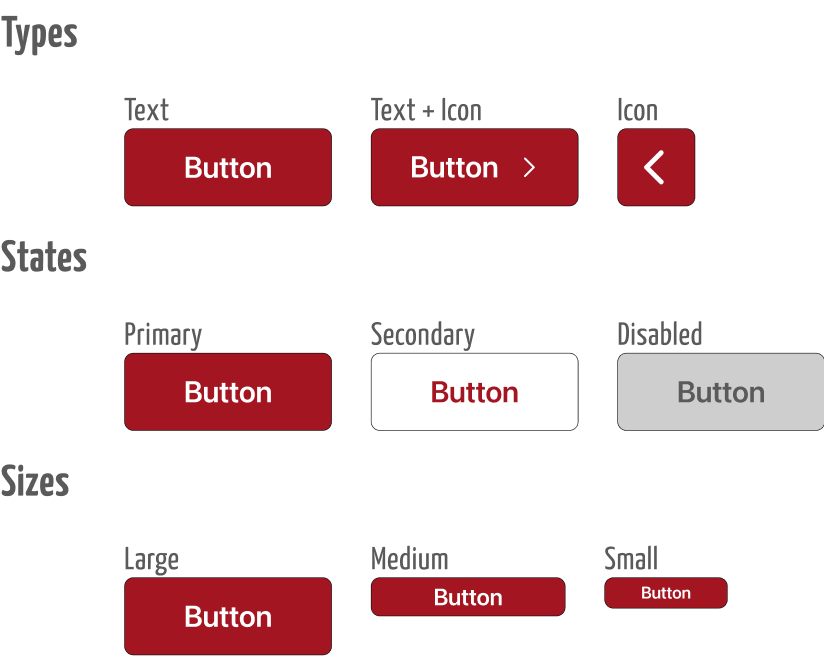 Types
Text
Text + Icon
Icon
Button
Button
States
Primary
Secondary
Disabled
Button
Button
Button
Sizes
Large
Medium
Small
Button
Button
Button